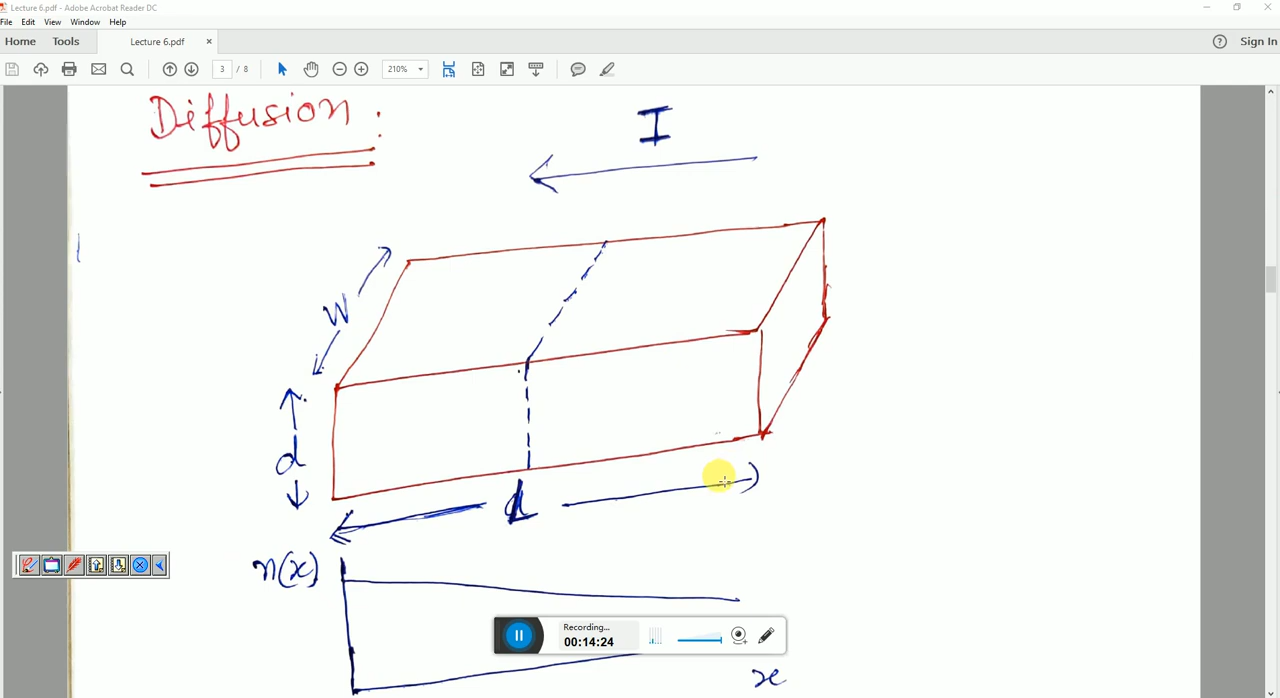 Lecture 6.pdf - Adobe Acrobat Reader DC
File Edit View Window Help
Home Tools Lecture 6.pdf × ? Sign In
3 / 8 210%
Diffusion:
I
W
d
L
n(x)
Recording...
00:14:24
x